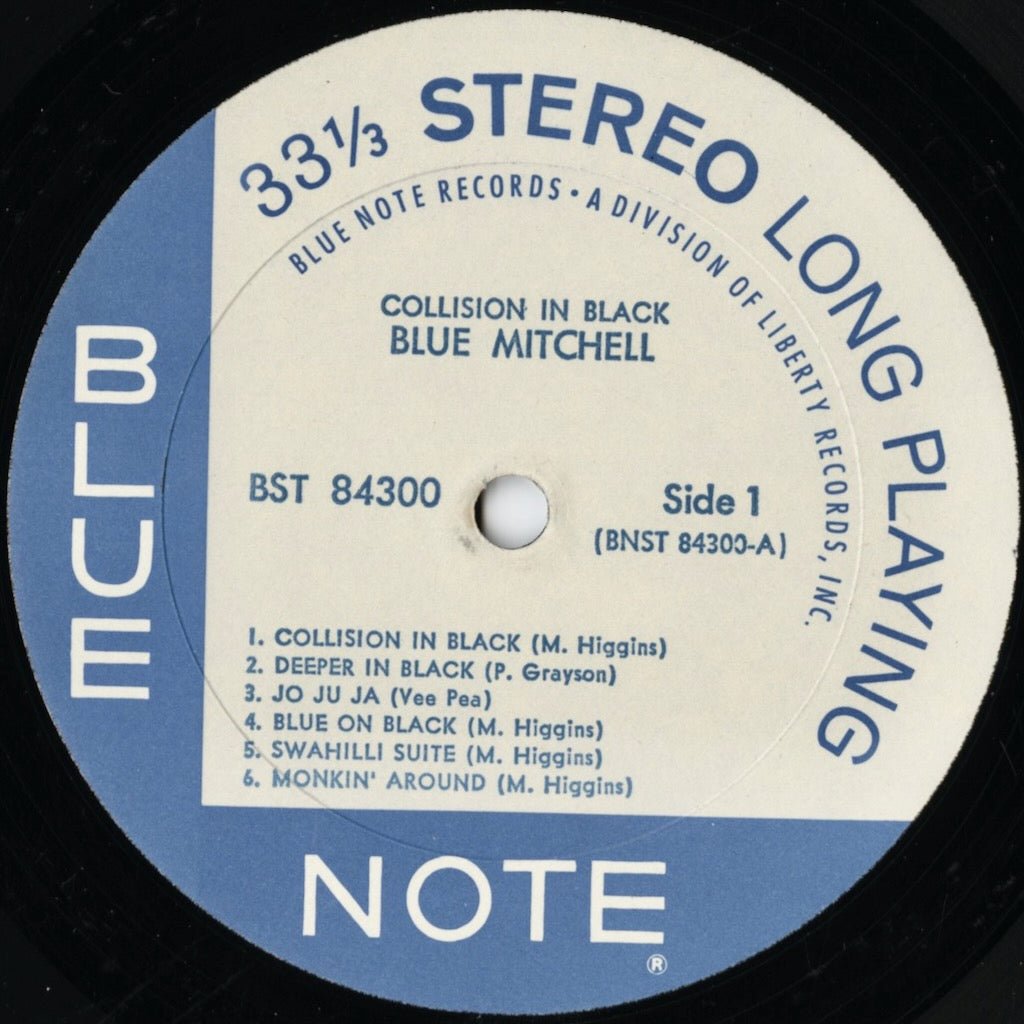 33⅓ STEREO LONG PLAYING
BLUE NOTE RECORDS • A DIVISION OF LIBERTY RECORDS, INC.
COLLISION IN BLACK
BLUE MITCHELL
BST 84300
Side 1
(BNST 84300-A)
1. COLLISION IN BLACK (M. Higgins)
2. DEEPER IN BLACK (P. Grayson)
3. JO JU JA (Vee Pea)
4. BLUE ON BLACK (M. Higgins)
5. SWAHILLI SUITE (M. Higgins)
6. MONKIN' AROUND (M. Higgins)
BLUE
NOTE
®